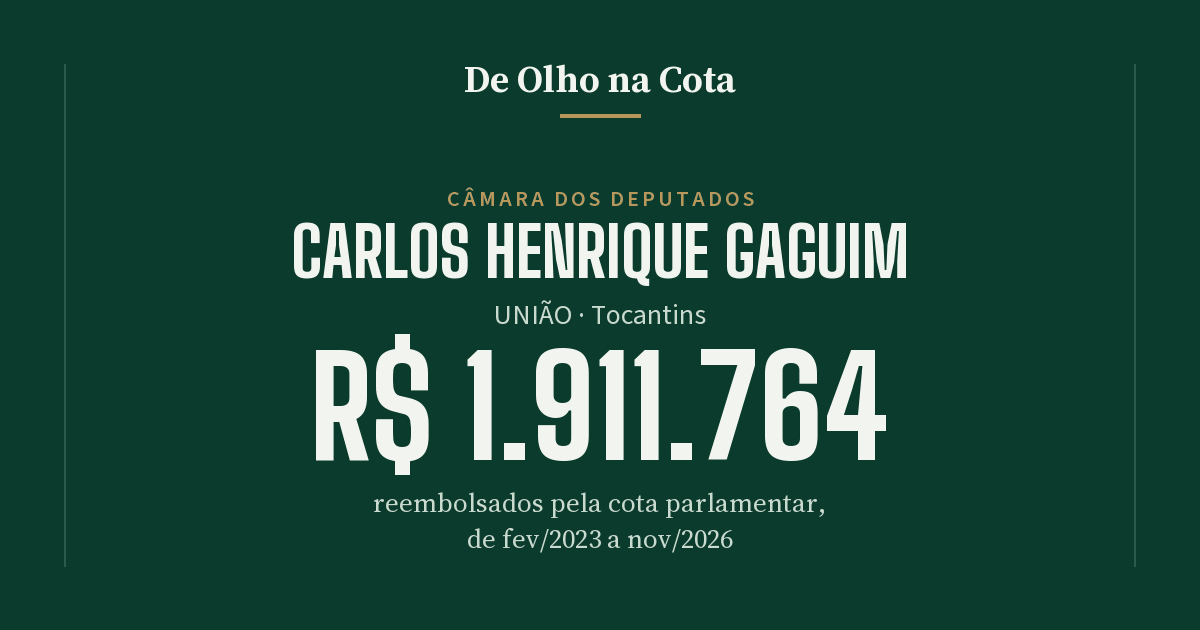 De Olho na Cota
CÂMARA DOS DEPUTADOS
CARLOS HENRIQUE GAGUIM
UNIÃO · Tocantins
R$ 1.911.764
reembolsados pela cota parlamentar,
de fev/2023 a nov/2026